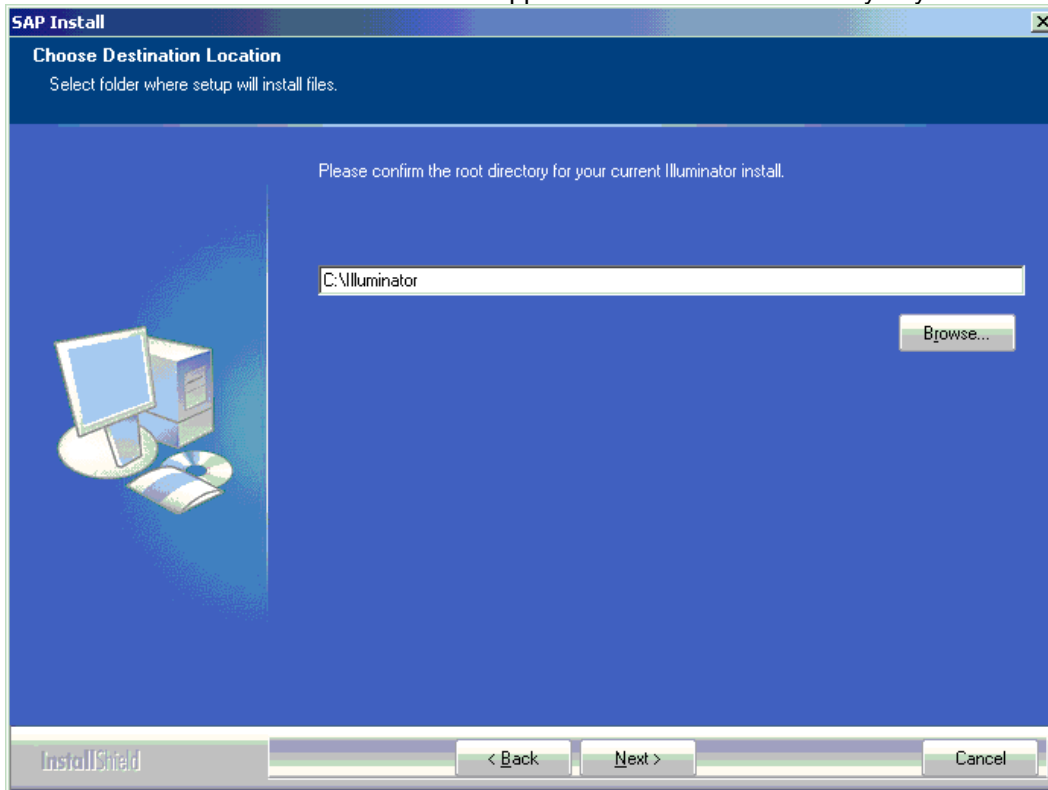 SAP Install
Choose Destination Location
Select folder where setup will install files.
Please confirm the root directory for your current Illuminator install.
C:\Illuminator
Browse...
InstallShield
< Back
Next >
Cancel